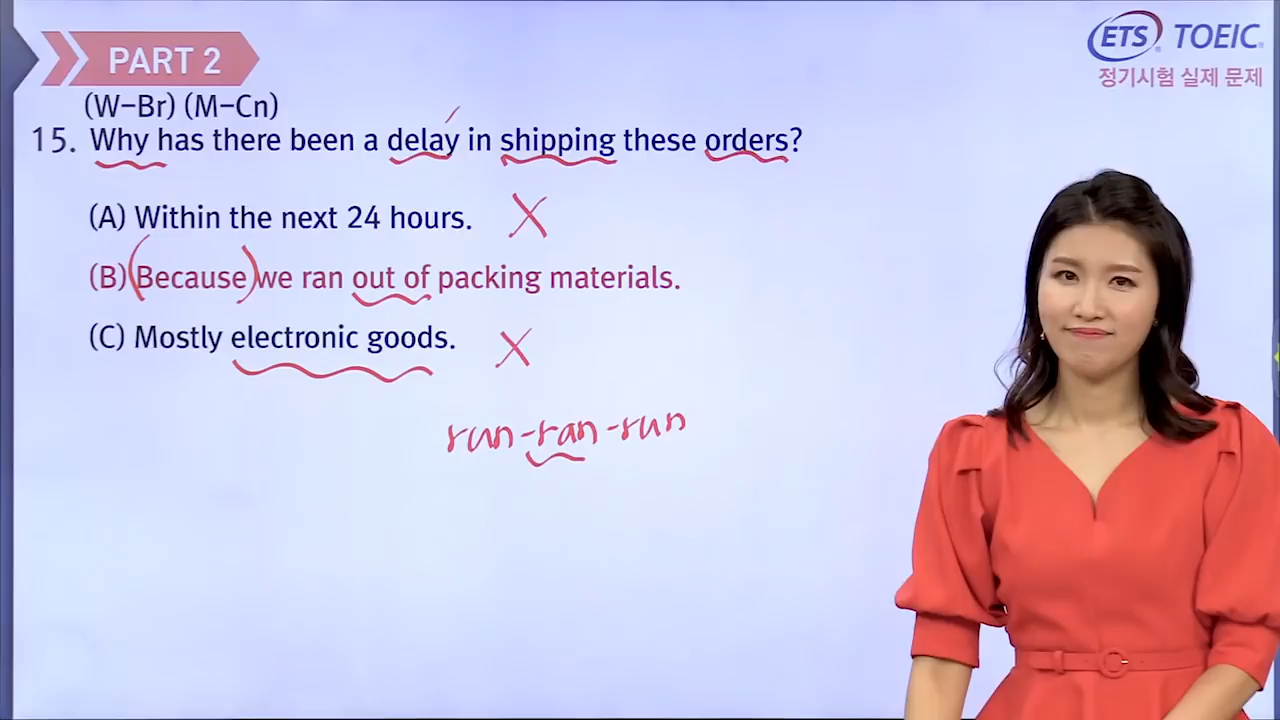 PART 2
ETS TOEIC
정기시험 실제 문제
(W-Br) (M-Cn)
15. Why has there been a delay in shipping these orders?
(A) Within the next 24 hours.
(B) Because we ran out of packing materials.
(C) Mostly electronic goods.
run-ran-run